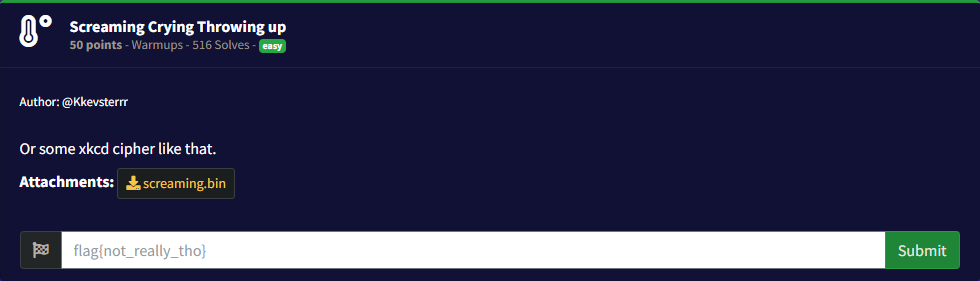 Screaming Crying Throwing up
50 points - Warmups - 516 Solves - easy
Author: @Kkevsterrr
Or some xkcd cipher like that.
Attachments: screaming.bin
flag{not_really_tho} Submit